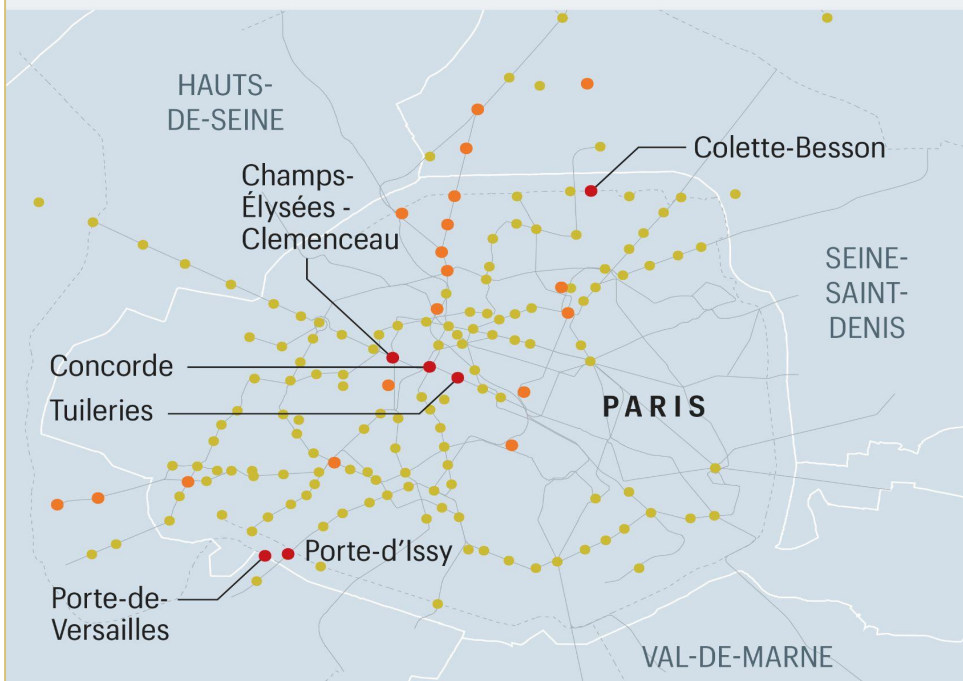 HAUTS-
DE-SEINE
Colette-Besson
Champs-
Élysées -
Clemenceau
SEINE-
SAINT-
DENIS
Concorde
Tuileries
PARIS
Porte-d'Issy
Porte-de-
Versailles
VAL-DE-MARNE